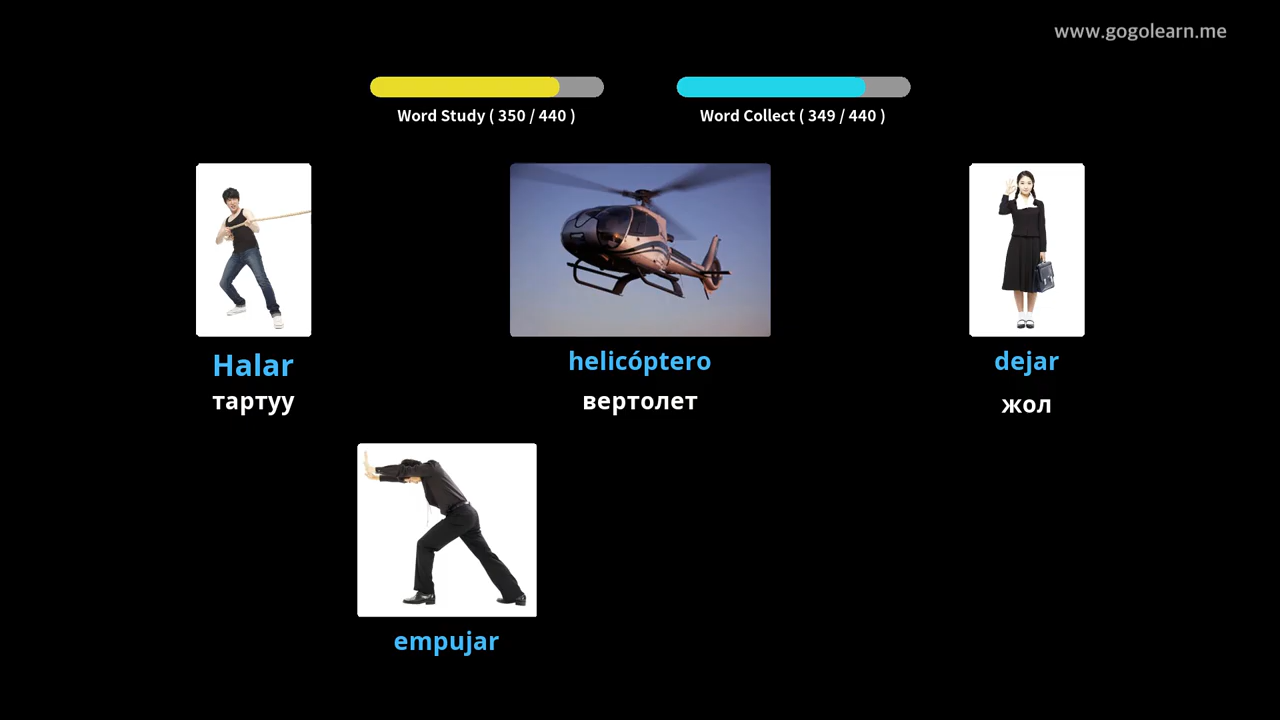 www.gogolearn.me
Word Study ( 350 / 440 )
Word Collect ( 349 / 440 )
Halar
тартуу
helicóptero
вертолет
dejar
жол
empujar